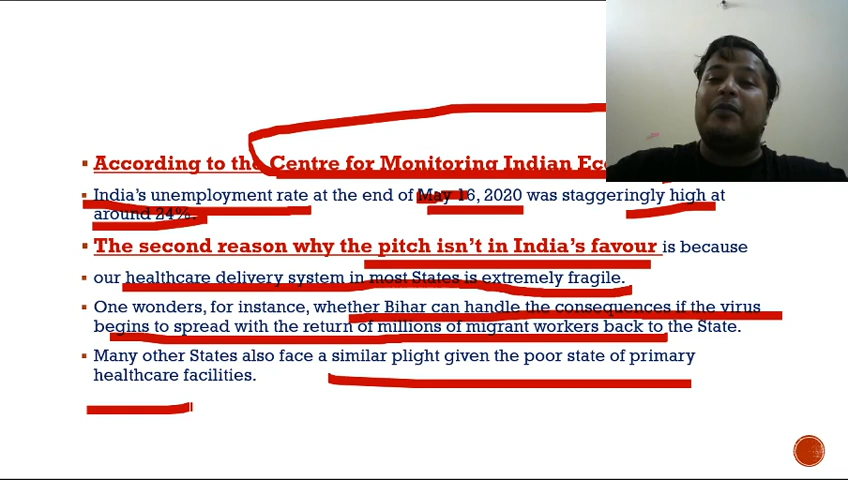 According to the Centre for Monitoring Indian
India's unemployment rate at the end of May 16, 2020 was staggeringly high at
around 24%.
The second reason why the pitch isn't in India's favour is because
our healthcare delivery system in most States is extremely fragile.
One wonders, for instance, whether Bihar can handle the consequences if the virus
begins to spread with the return of millions of migrant workers back to the State.
Many other States also face a similar plight given the poor state of primary
healthcare facilities.